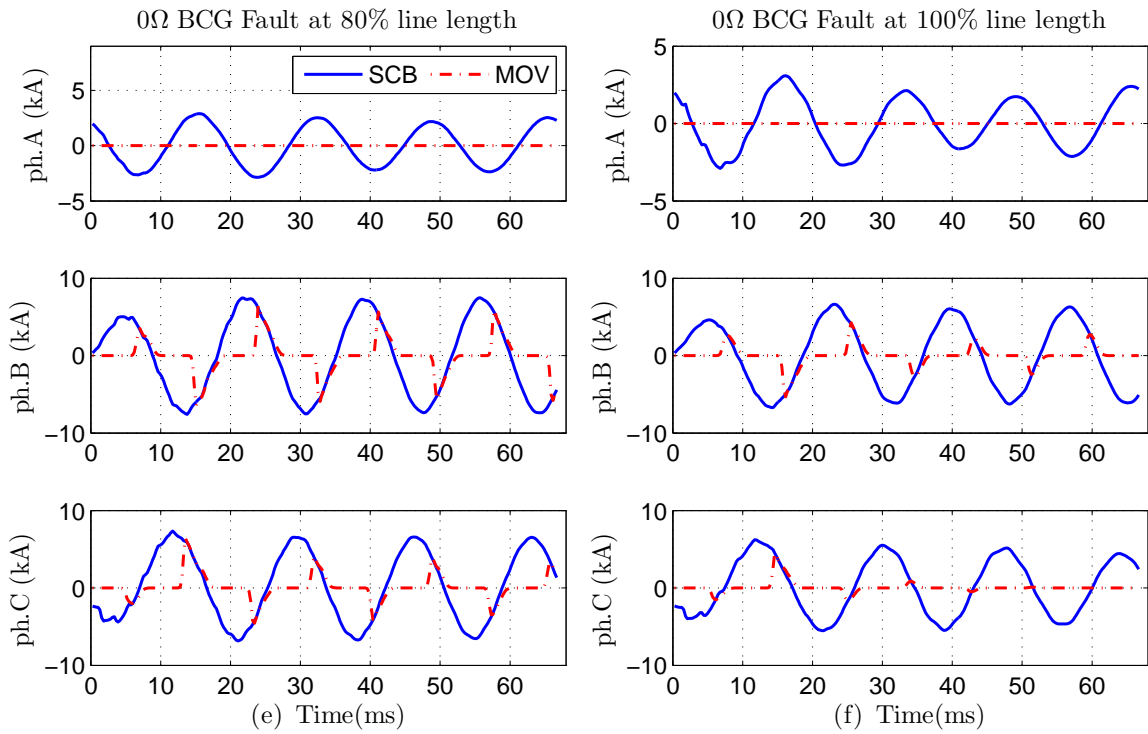 0Ω BCG Fault at 80% line length
0Ω BCG Fault at 100% line length
ph.A (kA)
5
0
−5
SCB
MOV
0 10 20 30 40 50 60
ph.A (kA)
5
0
−5
0 10 20 30 40 50 60
ph.B (kA)
10
0
−10
0 10 20 30 40 50 60
ph.B (kA)
10
0
−10
0 10 20 30 40 50 60
ph.C (kA)
10
0
−10
0 10 20 30 40 50 60
(e) Time(ms)
ph.C (kA)
10
0
−10
0 10 20 30 40 50 60
(f) Time(ms)